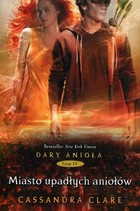 Bestseller New York Timesa
DARY ANIOŁA
Tom IV
Miasto upadłych aniołów
CASSANDRA CLARE